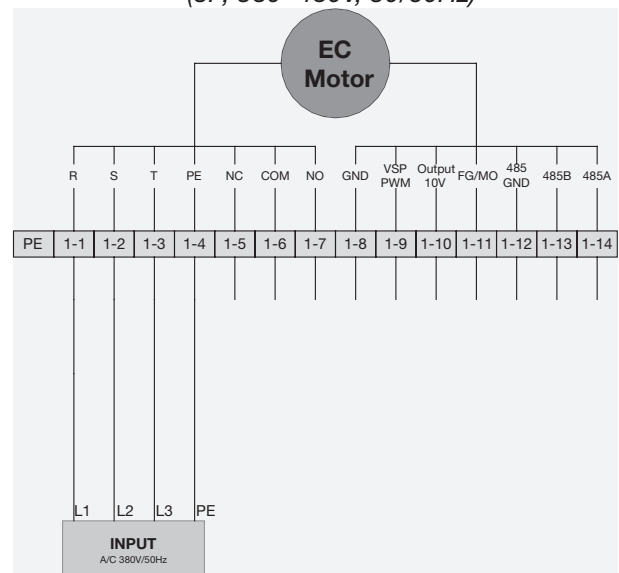 EC
Motor
R S T PE NC COM NO GND VSP PWM Output 10V FG/MO 485 GND 485B 485A
PE 1-1 1-2 1-3 1-4 1-5 1-6 1-7 1-8 1-9 1-10 1-11 1-12 1-13 1-14
L1 L2 L3 PE
INPUT
A/C 380V/50Hz